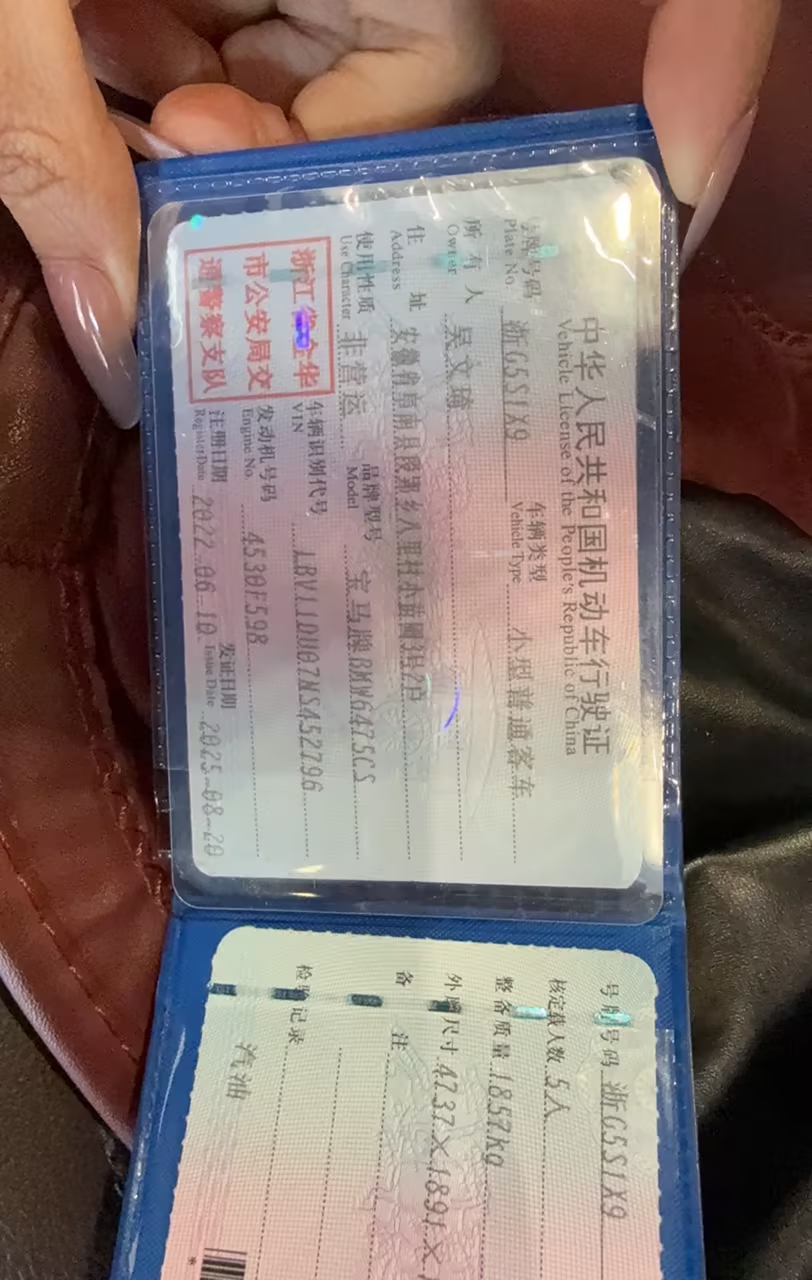 中华人民共和国机动车行驶证
Vehicle License of the People's Republic of China
号牌号码 浙G5S1X9 车辆类型 小型普通客车
Plate No. Vehicle Type
所有人 吴文琦
Owner
住址 安徽省阜南县段郢乡八里村小盐圈3号2户
Address
使用性质 非营运 品牌型号 宝马牌BMW6475CS
Use Character Model
浙江省金华
市公安局交
通警察支队
车辆识别代号 LBV11DU07NS452796
VIN
发动机号码 4530F598
Engine No.
注册日期 2022-06-10 发证日期 2025-08-20
Register Date Issue Date
号牌号码 浙G5S1X9
核定载人数 5人
整备质量 1857kg
外廓尺寸 4737×1891×
备注
检验记录
汽油